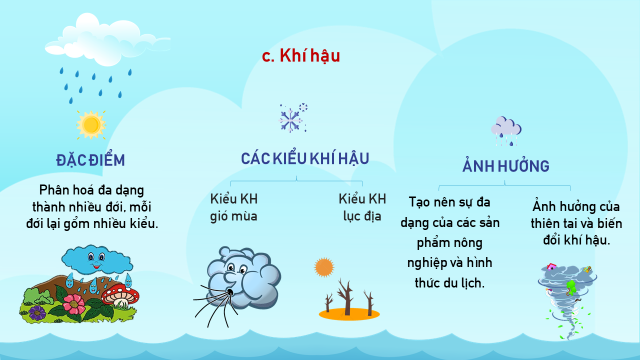 c. Khí hậu
ĐẶC ĐIỂM
Phân hoá đa dạng
thành nhiều đới, mỗi
đới lại gồm nhiều kiểu.
CÁC KIỂU KHÍ HẬU
Kiểu KH
gió mùa
Kiểu KH
lục địa
ẢNH HƯỞNG
Tạo nên sự đa
dạng của các sản
phẩm nông
nghiệp và hình
thức du lịch.
Ảnh hưởng của
thiên tai và biến
đổi khí hậu.